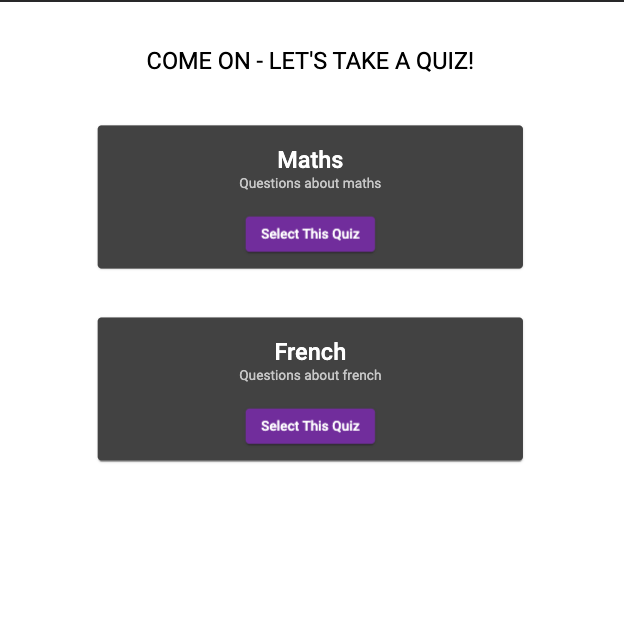 COME ON - LET'S TAKE A QUIZ!
Maths
Questions about maths
Select This Quiz
French
Questions about french
Select This Quiz